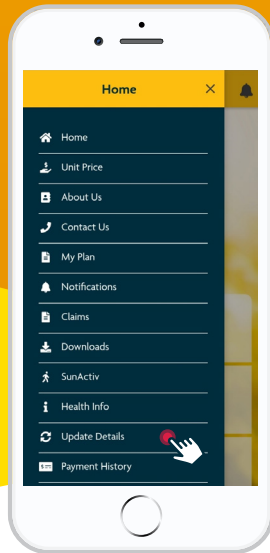 Home
Home
Unit Price
About Us
Contact Us
My Plan
Notifications
Claims
Downloads
SunActiv
Health Info
Update Details
Payment History